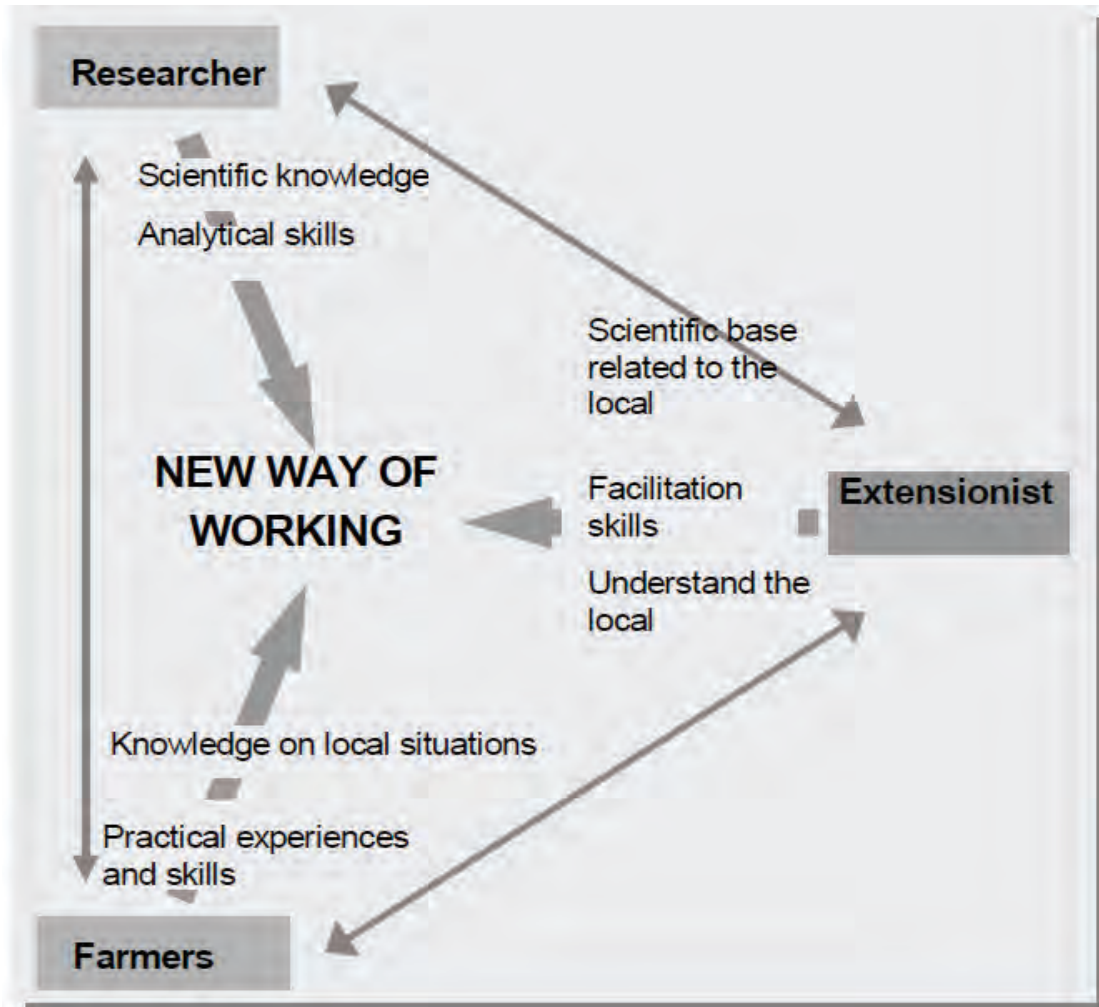 Researcher
Scientific knowledge
Analytical skills
Scientific base
related to the
local
NEW WAY OF
WORKING
Facilitation
skills
Extensionist
Understand the
local
Knowledge on local situations
Practical experiences
and skills
Farmers